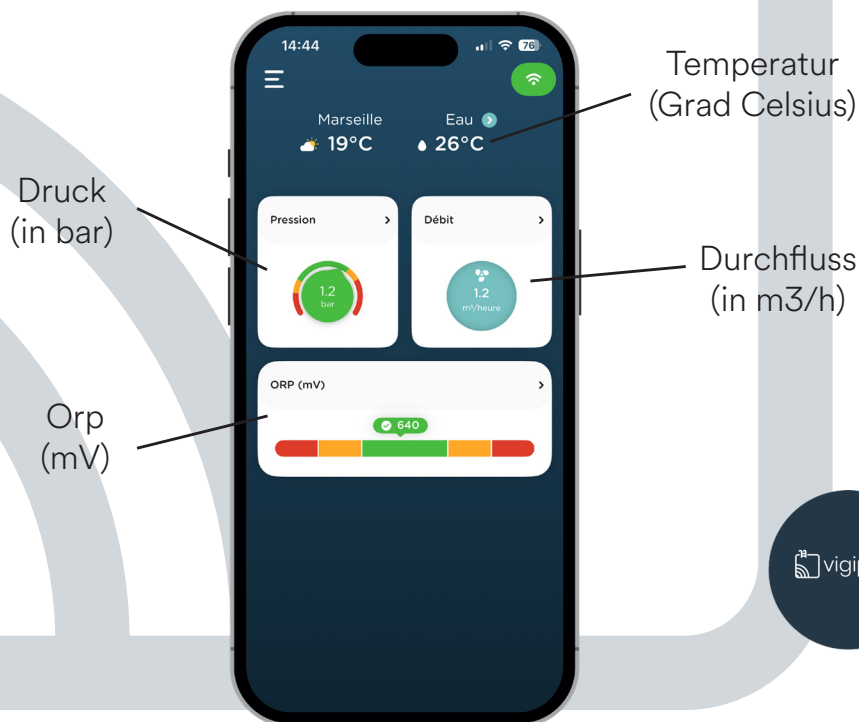 14:44
76
Temperatur
(Grad Celsius)
Marseille
19°C
Eau
26°C
Druck
(in bar)
Pression
Débit
1.2
bar
1.2
m³/heure
Durchfluss
(in m3/h)
ORP (mV)
Orp
(mV)
640